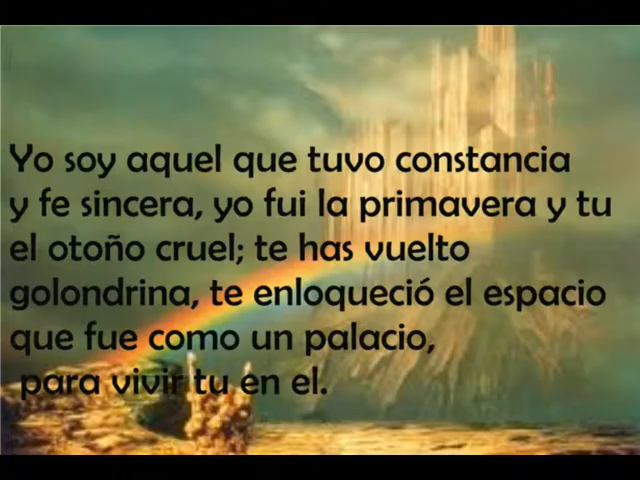 Yo soy aquel que tuvo constancia
y fe sincera, yo fui la primavera y tu
el otoño cruel; te has vuelto
golondrina, te enloqueció el espacio
que fue como un palacio,
para vivir tu en el.